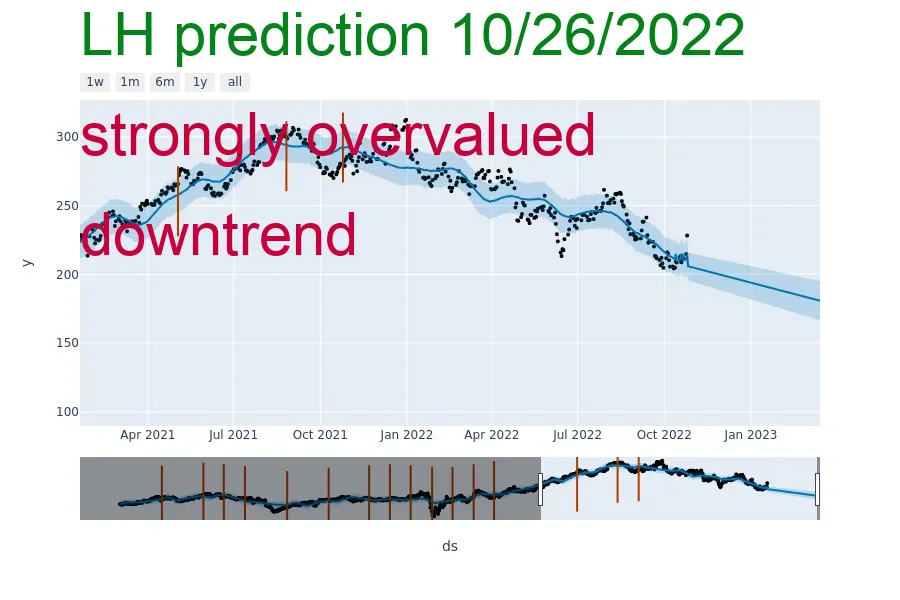 LH prediction 10/26/2022
1w 1m 6m 1y all
strongly overvalued
downtrend
300
250
200
150
100
y
Apr 2021 Jul 2021 Oct 2021 Jan 2022 Apr 2022 Jul 2022 Oct 2022 Jan 2023
ds